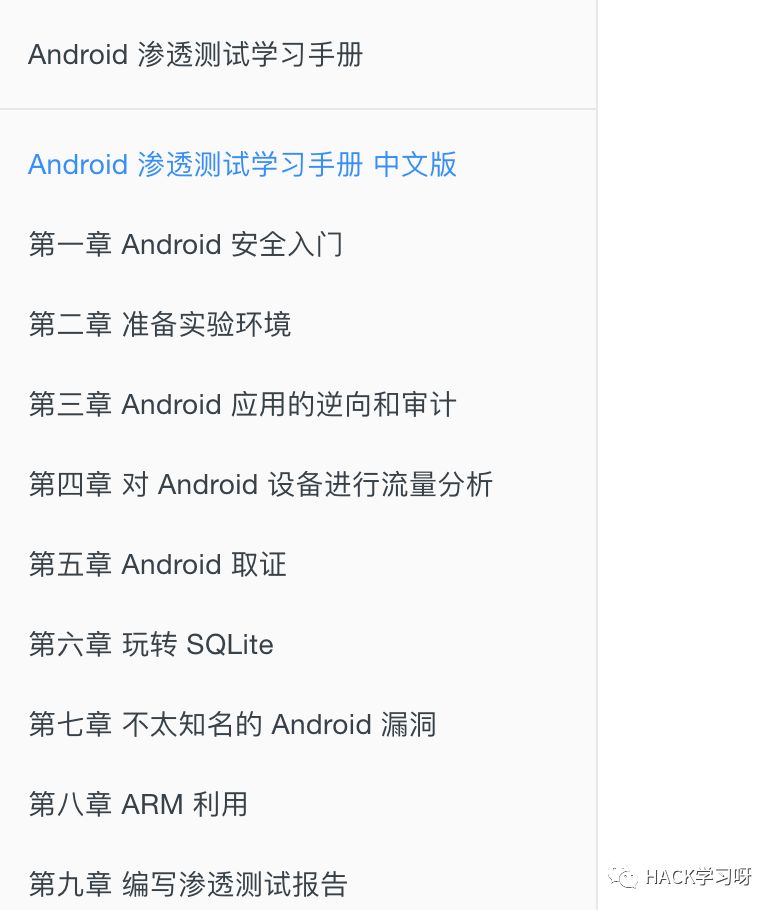 Android 渗透测试学习手册
Android 渗透测试学习手册 中文版
第一章 Android 安全入门
第二章 准备实验环境
第三章 Android 应用的逆向和审计
第四章 对 Android 设备进行流量分析
第五章 Android 取证
第六章 玩转 SQLite
第七章 不太知名的 Android 漏洞
第八章 ARM 利用
第九章 编写渗透测试报告
HACK学习呀